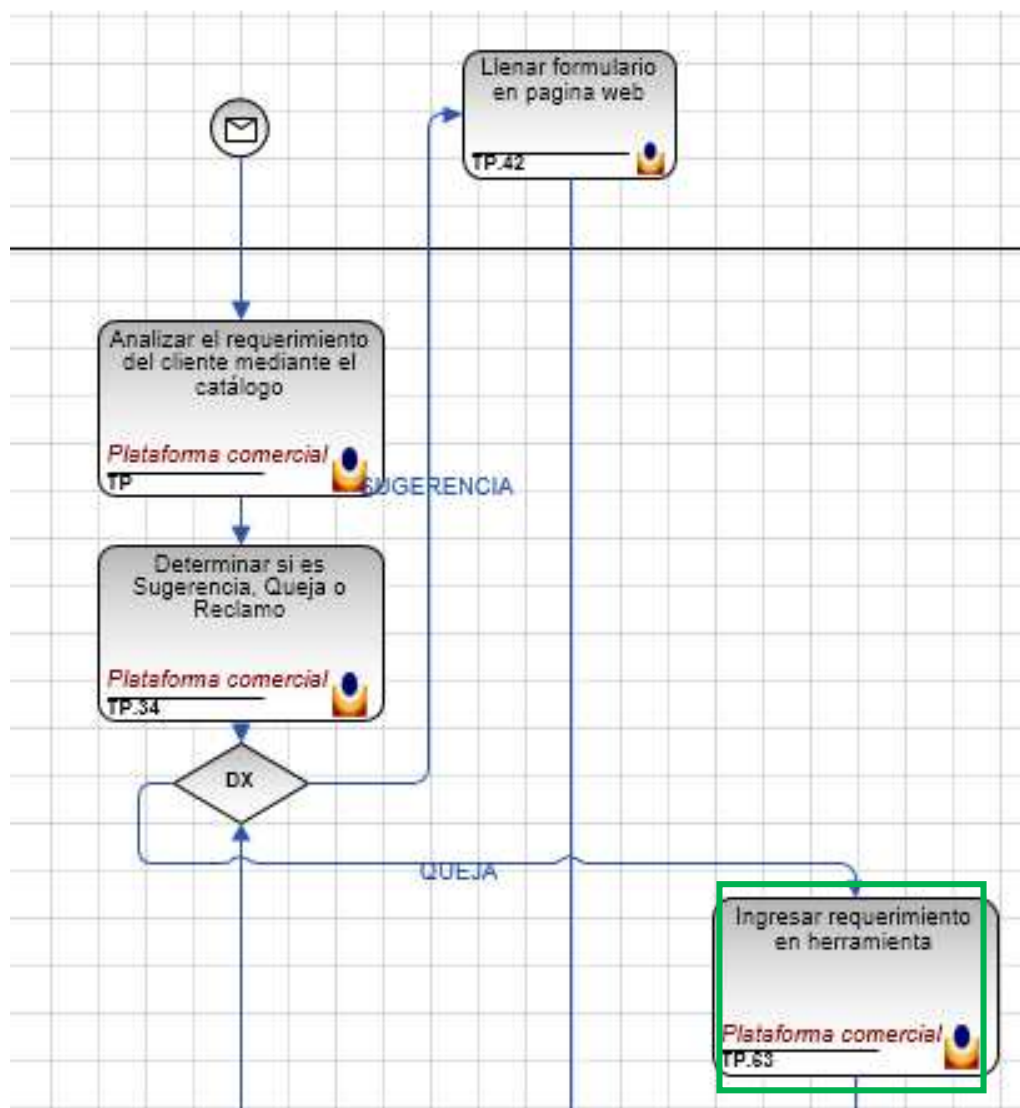 Llenar formulario
en pagina web
TP.42
Analizar el requerimiento
del cliente mediante el
catálogo
Plataforma comercial
TP
SUGERENCIA
Determinar si es
Sugerencia, Queja o
Reclamo
Plataforma comercial
TP.34
DX
QUEJA
Ingresar requerimiento
en herramienta
Plataforma comercial
TP.63